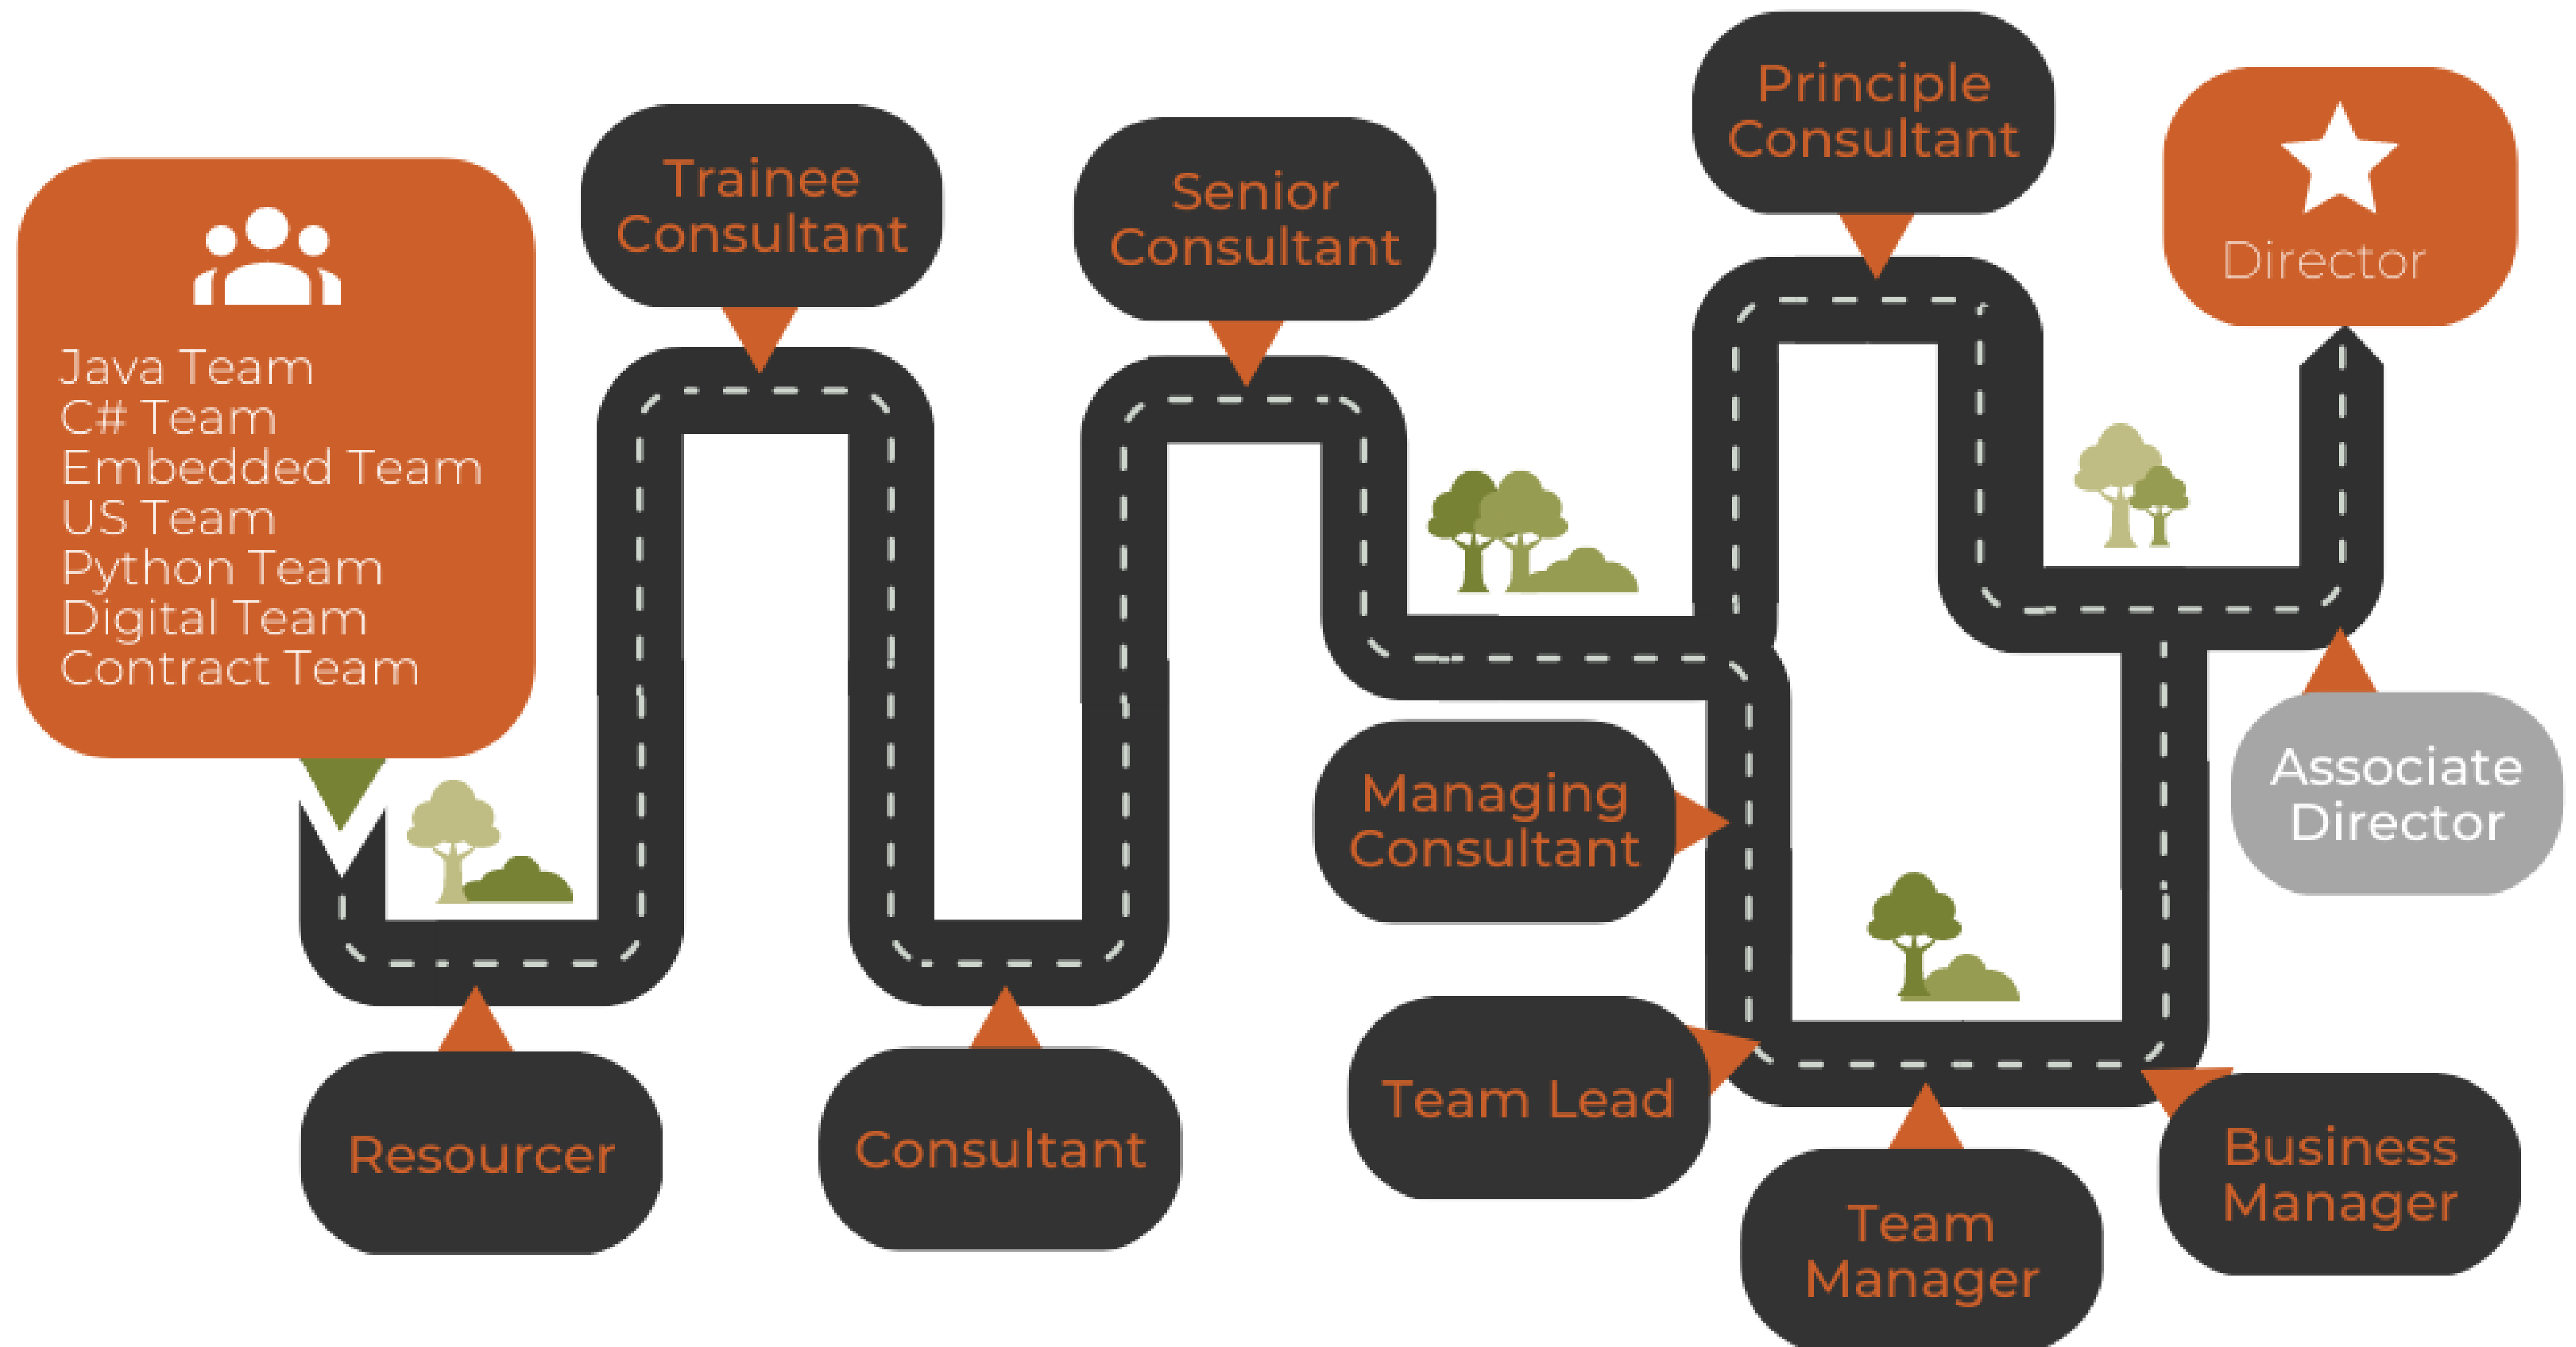 Java Team
C# Team
Embedded Team
US Team
Python Team
Digital Team
Contract Team
Resourcer
Trainee
Consultant
Consultant
Senior
Consultant
Principle
Consultant
Managing
Consultant
Team Lead
Team
Manager
Business
Manager
Associate
Director
Director